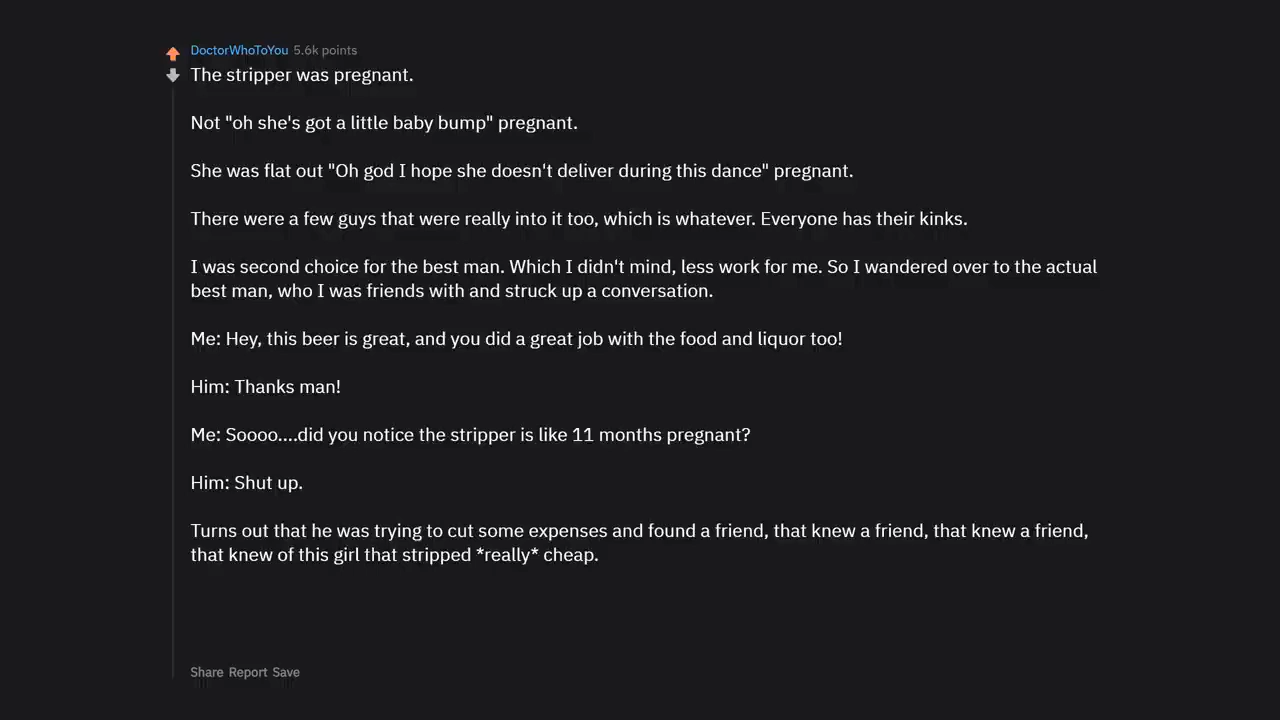 DoctorWhoToYou 5.6k points
The stripper was pregnant.
Not "oh she's got a little baby bump" pregnant.
She was flat out "Oh god I hope she doesn't deliver during this dance" pregnant.
There were a few guys that were really into it too, which is whatever. Everyone has their kinks.
I was second choice for the best man. Which I didn't mind, less work for me. So I wandered over to the actual
best man, who I was friends with and struck up a conversation.
Me: Hey, this beer is great, and you did a great job with the food and liquor too!
Him: Thanks man!
Me: Soooo....did you notice the stripper is like 11 months pregnant?
Him: Shut up.
Turns out that he was trying to cut some expenses and found a friend, that knew a friend, that knew a friend,
that knew of this girl that stripped *really* cheap.
Share Report Save